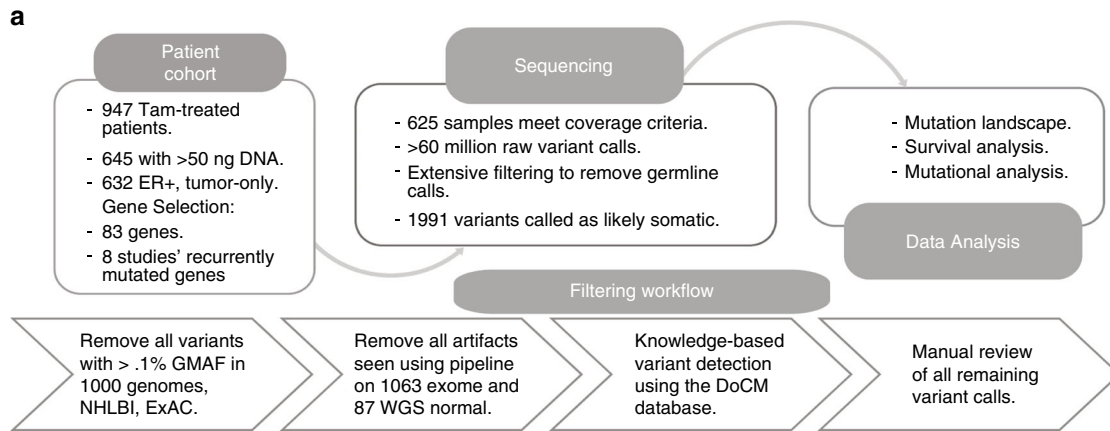 a
Patient
cohort
- 947 Tam-treated
patients.
- 645 with >50 ng DNA.
- 632 ER+, tumor-only.
Gene Selection:
- 83 genes.
- 8 studies' recurrently
mutated genes
Sequencing
- 625 samples meet coverage criteria.
- >60 million raw variant calls.
- Extensive filtering to remove germline
calls.
- 1991 variants called as likely somatic.
- Mutation landscape.
- Survival analysis.
- Mutational analysis.
Data Analysis
Filtering workflow
Remove all variants
with > .1% GMAF in
1000 genomes,
NHLBI, ExAC.
Remove all artifacts
seen using pipeline
on 1063 exome and
87 WGS normal.
Knowledge-based
variant detection
using the DoCM
database.
Manual review
of all remaining
variant calls.